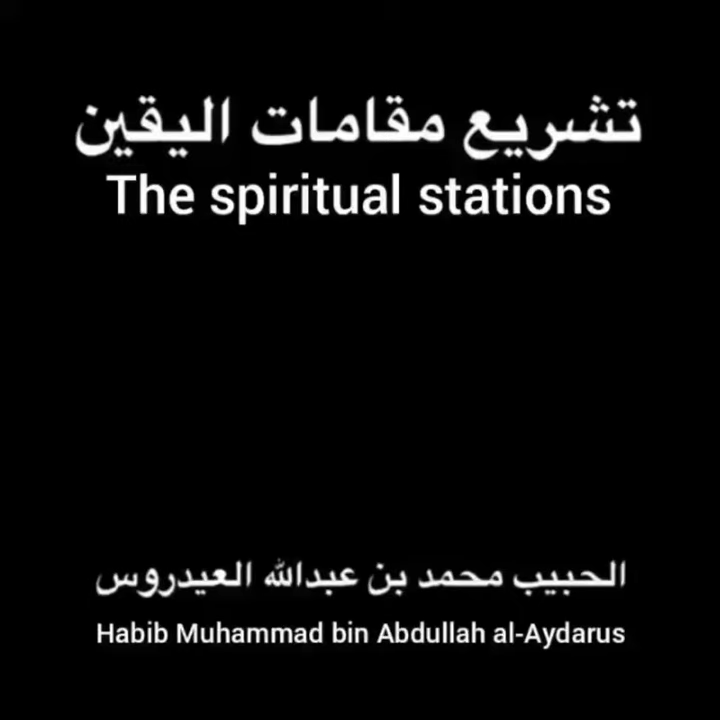 تشريع مقامات اليقين
The spiritual stations
الحبيب محمد بن عبدالله العيدروس
Habib Muhammad bin Abdullah al-Aydarus